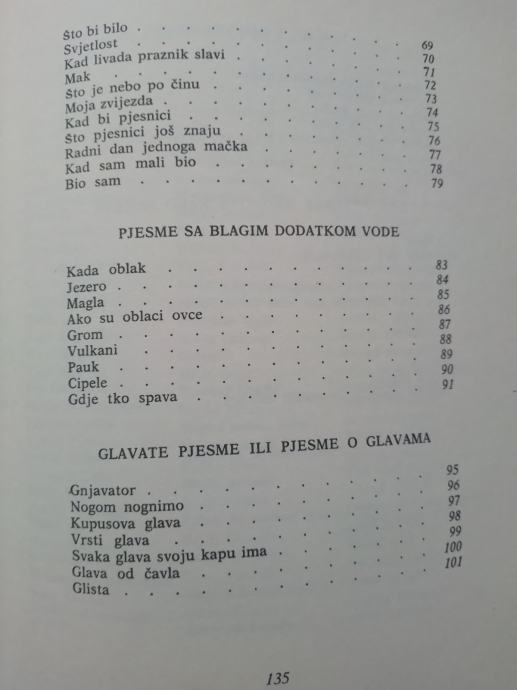 Što bi bilo . . . . . . . . . . . 69
Svjetlost . . . . . . . . . . . 70
Kad livada praznik slavi . . . . . . . 71
Mak . . . . . . . . . . . . 72
Što je nebo po činu . . . . . . . . 73
Moja zvijezda . . . . . . . . . . 74
Kad bi pjesnici . . . . . . . . . 75
Što pjesnici još znaju . . . . . . . 76
Radni dan jednoga mačka . . . . . . . 77
Kad sam mali bio . . . . . . . . . 78
Bio sam . . . . . . . . . . . 79
PJESME SA BLAGIM DODATKOM VODE
Kada oblak . . . . . . . . . . 83
Jezero . . . . . . . . . . . . 84
Magla . . . . . . . . . . . . 85
Ako su oblaci ovce . . . . . . . . 86
Grom . . . . . . . . . . . . 87
Vulkani . . . . . . . . . . . 88
Pauk . . . . . . . . . . . . 89
Cipele . . . . . . . . . . . . 90
Gdje tko spava . . . . . . . . . 91
GLAVATE PJESME ILI PJESME O GLAVAMA
Gnjavator . . . . . . . . . . . 95
Nogom nognimo . . . . . . . . . 96
Kupusova glava . . . . . . . . . 97
Vrsti glava . . . . . . . . . . 98
Svaka glava svoju kapu ima . . . . . . 99
Glava od čavla . . . . . . . . . 100
Glista . . . . . . . . . . . . 101
135